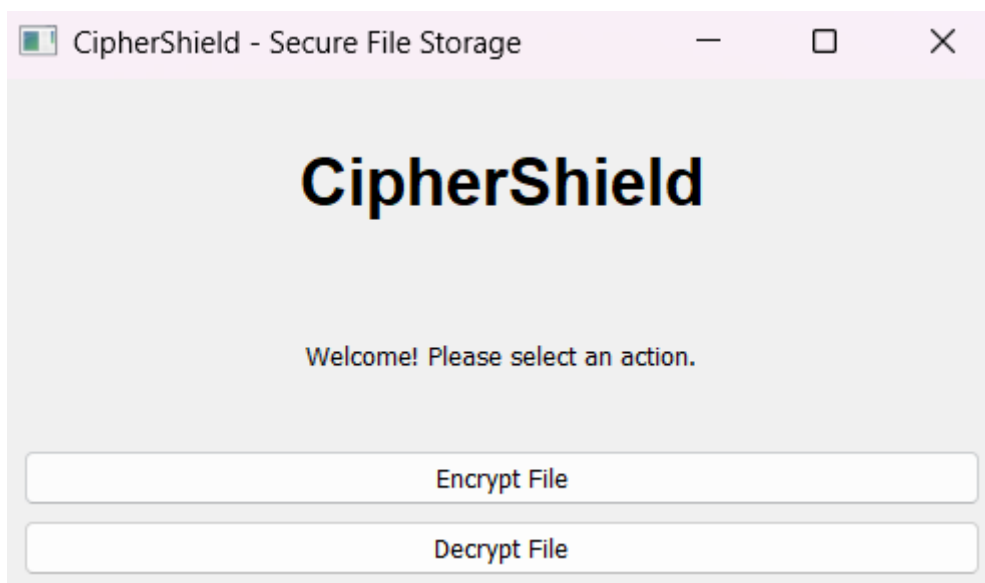 CipherShield - Secure File Storage
CipherShield
Welcome! Please select an action.
Encrypt File
Decrypt File